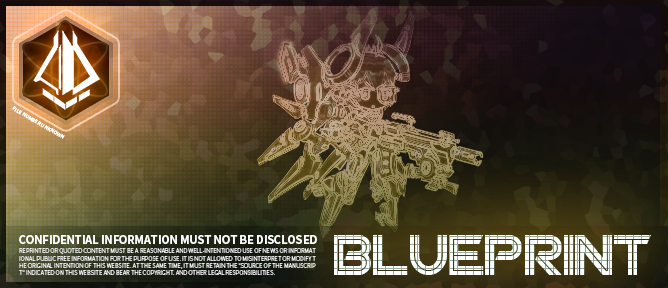 FILE NUMBER:UNKNOWN
CONFIDENTIAL INFORMATION MUST NOT BE DISCLOSED
REPRINTED OR QUOTED CONTENT MUST BE A REASONABLE AND WELL-INTENTIONED USE OF NEWS OR INFORMAT
IONAL PUBLIC FREE INFORMATION FOR THE PURPOSE OF USE. IT IS NOT ALLOWED TO MISINTERPRET OR MODIFY T
HE ORIGINAL INTENTION OF THIS WEBSITE. AT THE SAME TIME, IT MUST RETAIN THE "SOURCE OF THE MANUSCRIP
T" INDICATED ON THIS WEBSITE AND BEAR THE COPYRIGHT. AND OTHER LEGAL RESPONSIBILITIES.
BLUEPRINT